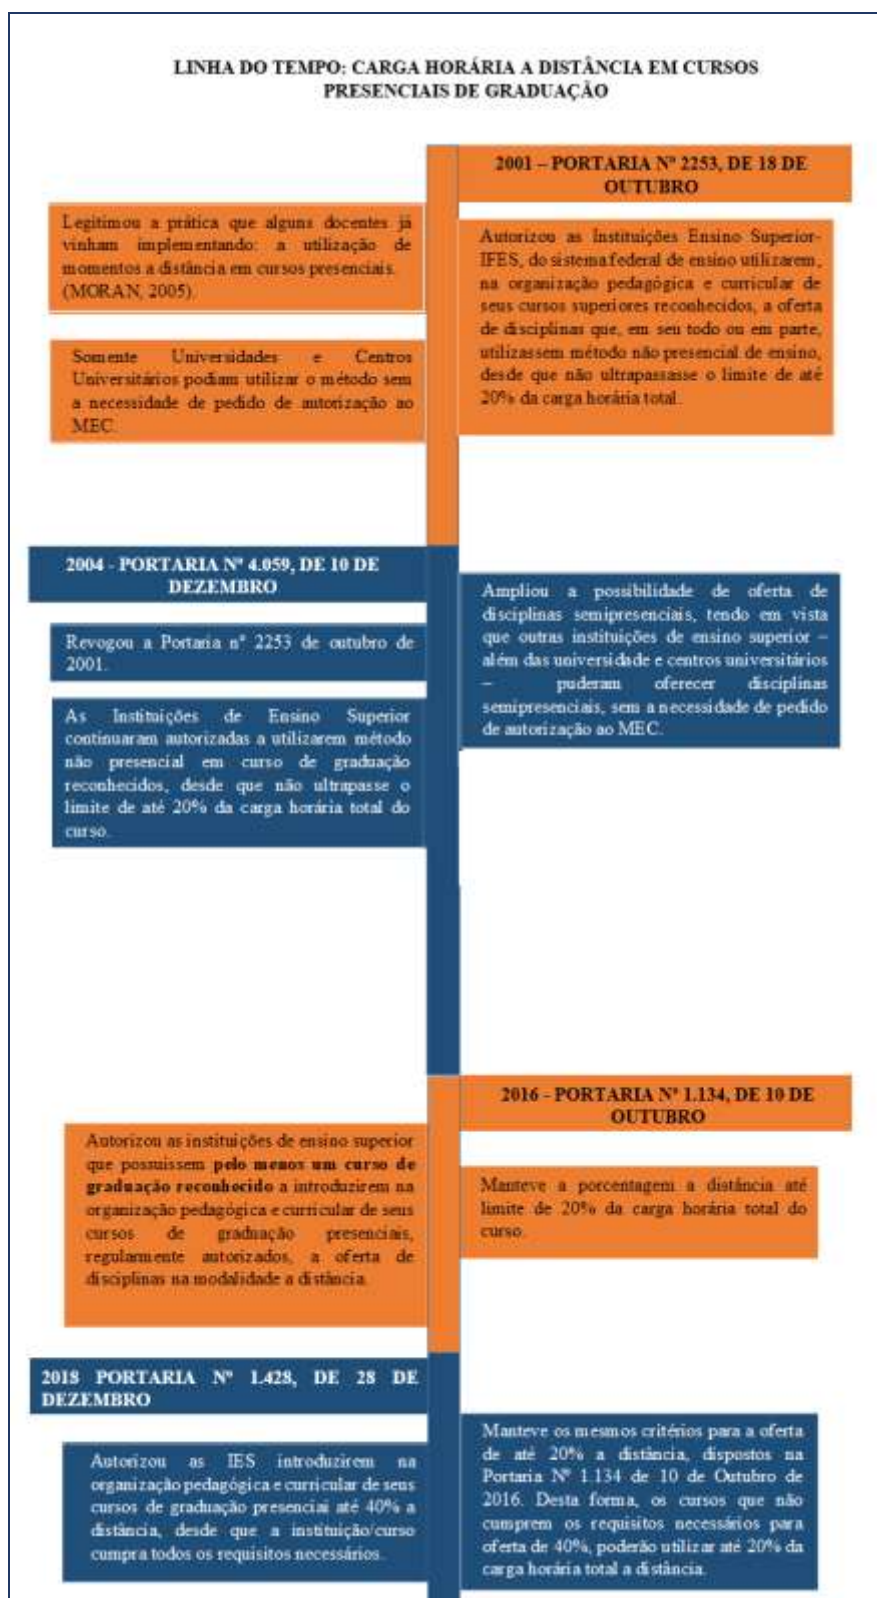 LINHA DO TEMPO: CARGA HORÁRIA A DISTÂNCIA EM CURSOS
PRESENCIAIS DE GRADUAÇÃO
2001 – PORTARIA Nº 2253, DE 18 DE
OUTUBRO
Legitimou a prática que alguns docentes já
vinham implementando: a utilização de
momentos a distância em cursos presenciais.
(MORAN, 2005).
Autorizou as Instituições Ensino Superior-
IFES, do sistema federal de ensino utilizarem,
na organização pedagógica e curricular de
seus cursos superiores reconhecidos, a oferta
de disciplinas que, em seu todo ou em parte,
utilizassem método não presencial de ensino,
desde que não ultrapassasse o limite de até
20% da carga horária total.
Somente Universidades e Centros
Universitários podiam utilizar o método sem
a necessidade de pedido de autorização ao
MEC.
2004 - PORTARIA Nº 4.059, DE 10 DE
DEZEMBRO
Revogou a Portaria nº 2253 de outubro de
2001.
As Instituições de Ensino Superior
continuaram autorizadas a utilizarem método
não presencial em curso de graduação
reconhecidos, desde que não ultrapasse o
limite de até 20% da carga horária total do
curso.
Ampliou a possibilidade de oferta de
disciplinas semipresenciais, tendo em vista
que outras instituições de ensino superior –
além das universidade e centros universitários
– puderam oferecer disciplinas
semipresenciais, sem a necessidade de pedido
de autorização ao MEC.
2016 - PORTARIA Nº 1.134, DE 10 DE
OUTUBRO
Autorizou as instituições de ensino superior
que possuissem pelo menos um curso de
graduação reconhecido a introduzirem na
organização pedagógica e curricular de seus
cursos de graduação presenciais,
regularmente autorizados, a oferta de
disciplinas na modalidade a distância.
Manteve a porcentagem a distância até
limite de 20% da carga horária total do
curso.
2018 PORTARIA Nº 1.428, DE 28 DE
DEZEMBRO
Autorizou as IES introduzirem na
organização pedagógica e curricular de seus
cursos de graduação presenciai até 40% a
distância, desde que a instituição/curso
cumpra todos os requisitos necessários.
Manteve os mesmos critérios para a oferta
de até 20% a distância, dispostos na
Portaria Nº 1.134 de 10 de Outubro de
2016. Desta forma, os cursos que não
cumprem os requisitos necessários para
oferta de 40%, poderão utilizar até 20% da
carga horária total a distância.